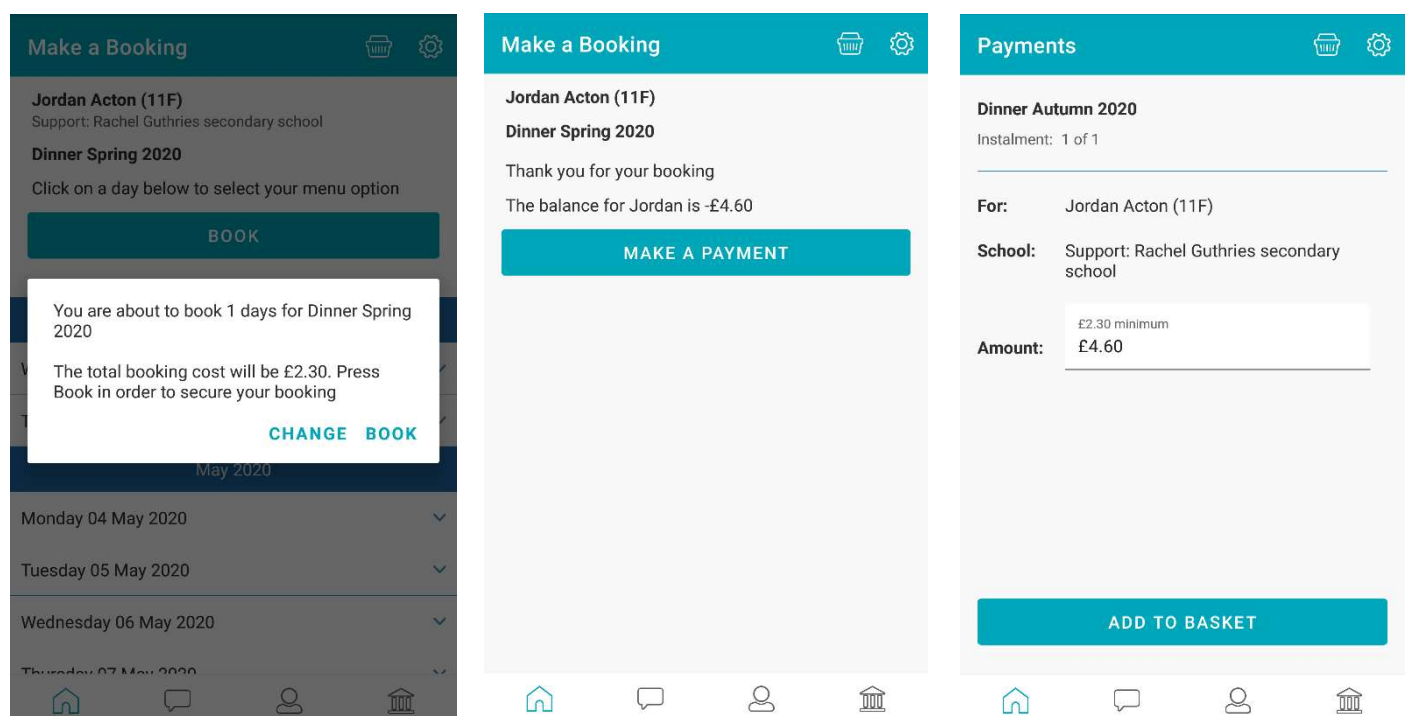 Make a Booking
Jordan Acton (11F)
Support: Rachel Guthries secondary school
Dinner Spring 2020
Click on a day below to select your menu option
BOOK
You are about to book 1 days for Dinner Spring
2020
The total booking cost will be £2.30. Press
Book in order to secure your booking
CHANGE BOOK
May 2020
Monday 04 May 2020
Tuesday 05 May 2020
Wednesday 06 May 2020
Thursday 07 May 2020
Make a Booking
Jordan Acton (11F)
Dinner Spring 2020
Thank you for your booking
The balance for Jordan is -£4.60
MAKE A PAYMENT
Payments
Dinner Autumn 2020
Instalment: 1 of 1
For: Jordan Acton (11F)
School: Support: Rachel Guthries secondary
school
£2.30 minimum
Amount: £4.60
ADD TO BASKET